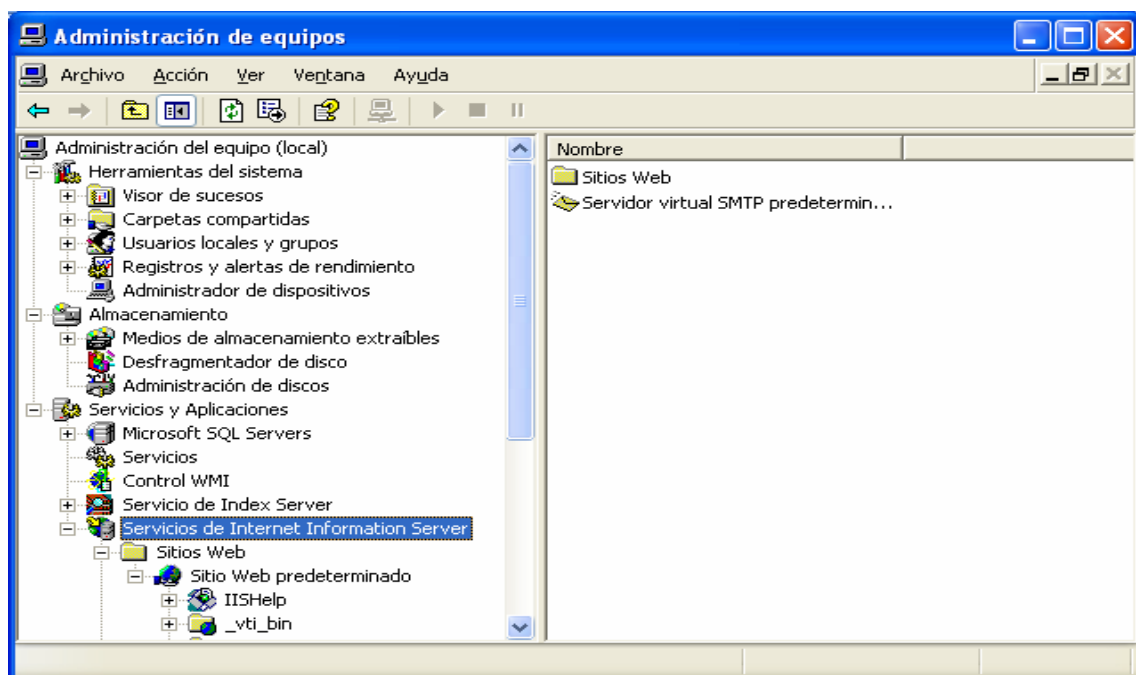 Administración de equipos
Archivo Acción Ver Ventana Ayuda
Administración del equipo (local)
Herramientas del sistema
Visor de sucesos
Carpetas compartidas
Usuarios locales y grupos
Registros y alertas de rendimiento
Administrador de dispositivos
Almacenamiento
Medios de almacenamiento extraíbles
Desfragmentador de disco
Administración de discos
Servicios y Aplicaciones
Microsoft SQL Servers
Servicios
Control WMI
Servicio de Index Server
Servicios de Internet Information Server
Sitios Web
Sitio Web predeterminado
IISHelp
_vti_bin
Nombre
Sitios Web
Servidor virtual SMTP predetermin...